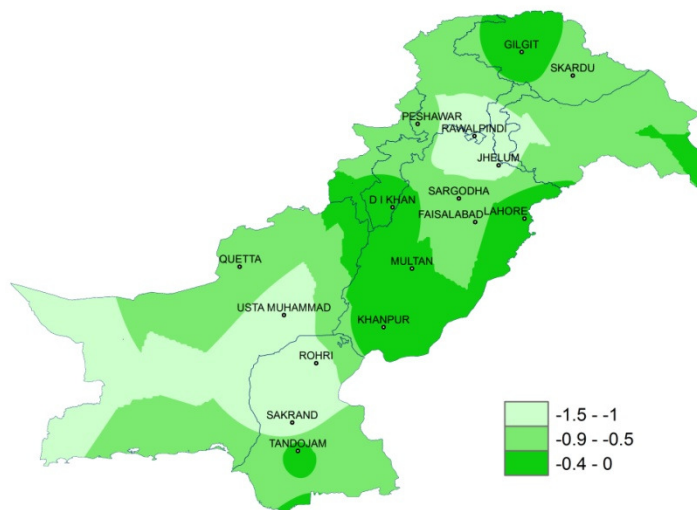 GILGIT
SKARDU
PESHAWAR
RAWALPINDI
JHELUM
SARGODHA
D I KHAN
FAISALABAD
LAHORE
QUETTA
MULTAN
USTA MUHAMMAD
KHANPUR
ROHRI
SAKRAND
TANDOJAM
-1.5 - -1
-0.9 - -0.5
-0.4 - 0